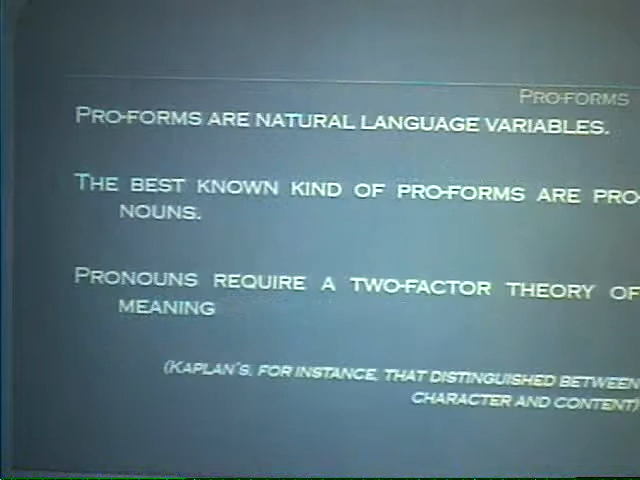 PRO-FORMS
PRO-FORMS ARE NATURAL LANGUAGE VARIABLES.
THE BEST KNOWN KIND OF PRO-FORMS ARE PRO-
NOUNS.
PRONOUNS REQUIRE A TWO-FACTOR THEORY OF
MEANING
(KAPLAN'S, FOR INSTANCE, THAT DISTINGUISHED BETWEEN
CHARACTER AND CONTENT)